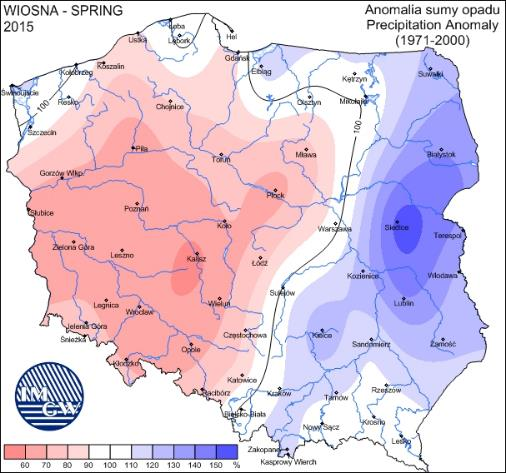 WIOSNA - SPRING
2015
Anomalia sumy opadu
Precipitation Anomaly
(1971-2000)
Łeba
Ustka
Lębork
Hel
Gdańsk
Elbląg
Kętrzyn
Suwałki
Kołobrzeg
Koszalin
Świnoujście
100
Resko
Chojnice
Olsztyn
Mikołajki
Szczecin
100
Piła
Toruń
Mława
Białystok
Gorzów Wlkp.
Płock
Słubice
Poznań
Koło
Warszawa
Siedlce
Terespol
Zielona Góra
Leszno
Kalisz
Łódź
Kozienice
Włodawa
Sulejów
Legnica
Wrocław
Wieluń
Lublin
Jelenia Góra
Śnieżka
Opole
Częstochowa
Kielce
Sandomierz
Zamość
Kłodzko
Racibórz
Katowice
Kraków
Tarnów
Rzeszów
Bielsko-Biała
Nowy Sącz
Krosno
Lesko
Zakopane
Kasprowy Wierch
IM
GW
60 70 80 90 100 110 120 130 140 150 %